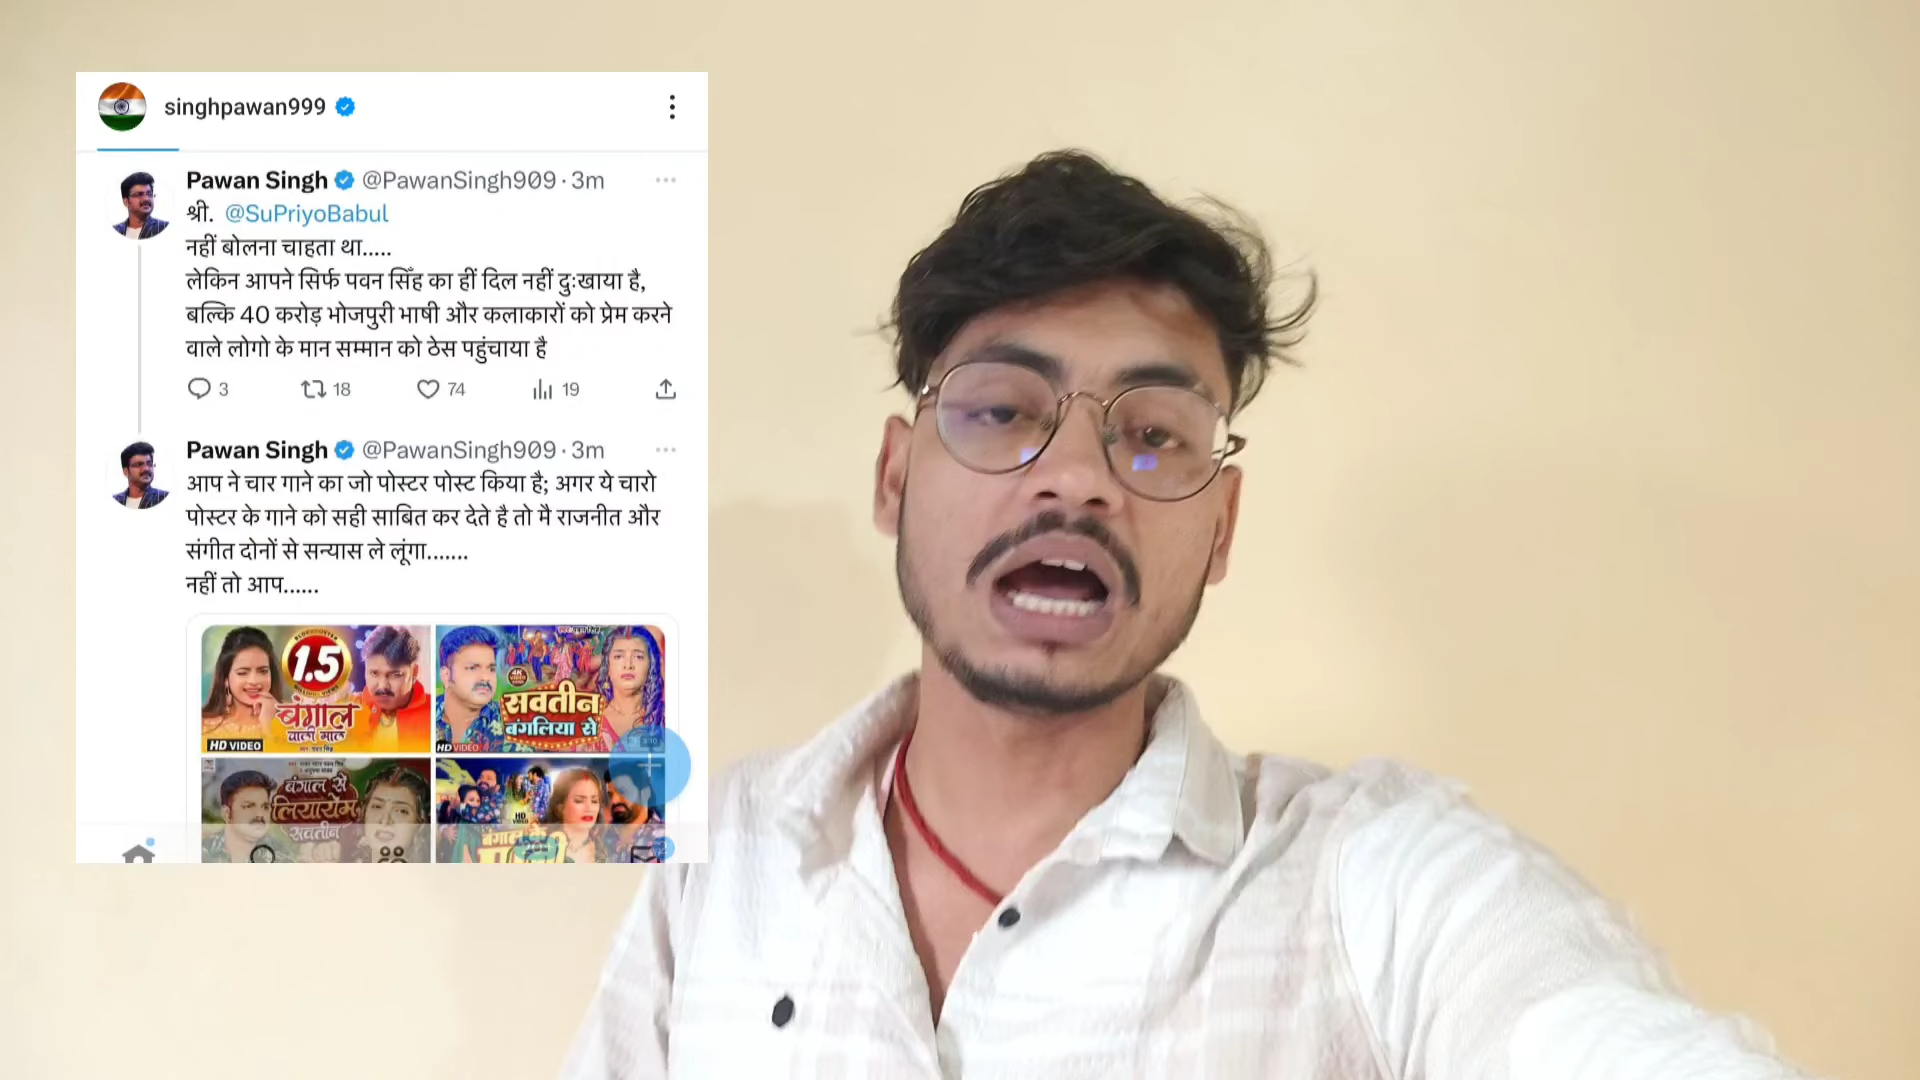 singhpawan999
Pawan Singh @PawanSingh909 · 3m
श्री. @SuPriyoBabul
नहीं बोलना चाहता था.....
लेकिन आपने सिर्फ पवन सिँह का हीं दिल नहीं दुःखाया है,
बल्कि 40 करोड़ भोजपुरी भाषी और कलाकारों को प्रेम करने
वाले लोगो के मान सम्मान को ठेस पहुंचाया है
3 18 74 19
Pawan Singh @PawanSingh909 · 3m
आप ने चार गाने का जो पोस्टर पोस्ट किया है; अगर ये चारो
पोस्टर के गाने को सही साबित कर देते है तो मै राजनीत और
संगीत दोनों से सन्यास ले लूंगा.......
नहीं तो आप......
1.5
बंगाल
वाली माल
HD VIDEO
4K
सवतीन
बंगलिया से
HD VIDEO
बंगाल से
लियायेम
सवतीन
HD
VIDEO
बंगाल के